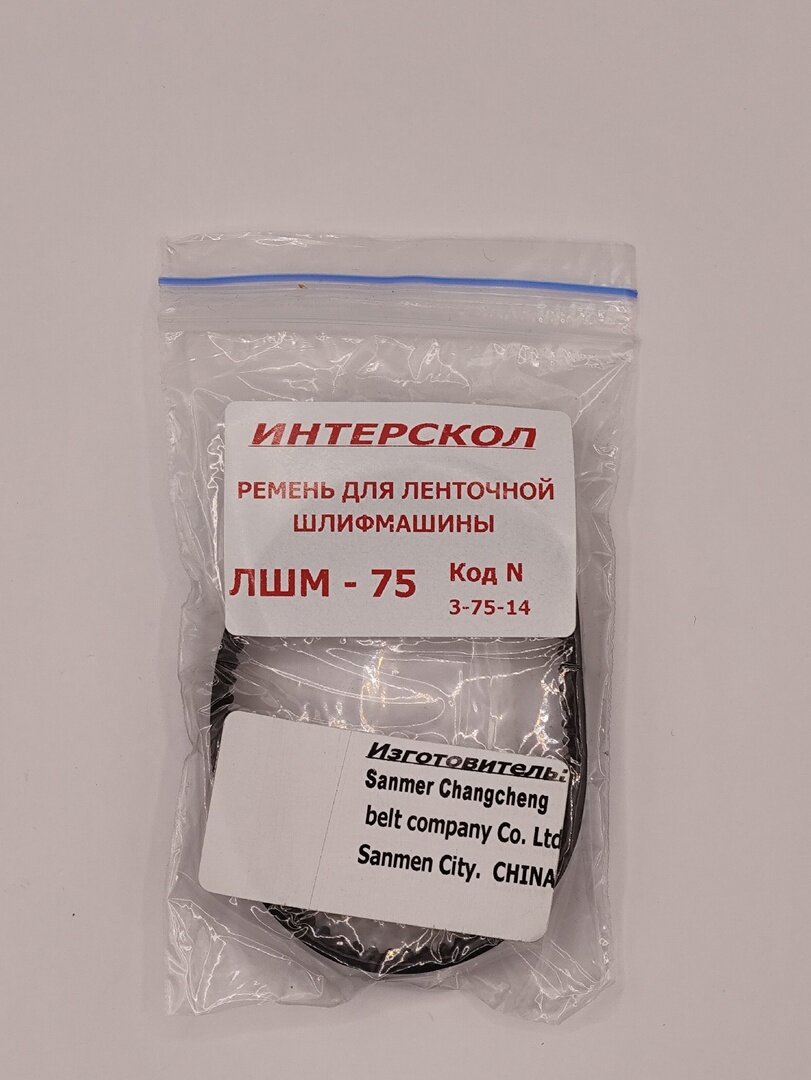 ИНТЕРСКОЛ
РЕМЕНЬ ДЛЯ ЛЕНТОЧНОЙ
ШЛИФМАШИНЫ
ЛШМ - 75
Код N
3-75-14
Изготовитель:
Sanmer Changcheng
belt company Co. Ltd
Sanmen City. CHINA